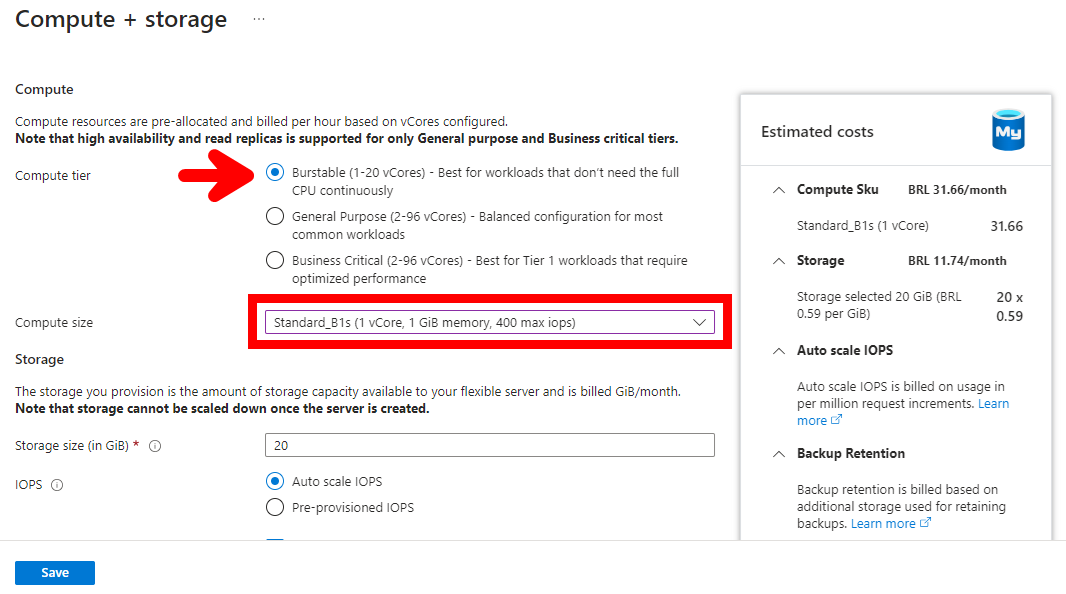 Compute + storage ...
Compute
Compute resources are pre-allocated and billed per hour based on vCores configured.
Note that high availability and read replicas is supported for only General purpose and Business critical tiers.
Compute tier
Burstable (1-20 vCores) - Best for workloads that don't need the full
CPU continuously
General Purpose (2-96 vCores) - Balanced configuration for most
common workloads
Business Critical (2-96 vCores) - Best for Tier 1 workloads that require
optimized performance
Compute size
Standard_B1s (1 vCore, 1 GiB memory, 400 max iops)
Storage
The storage you provision is the amount of storage capacity available to your flexible server and is billed GiB/month.
Note that storage cannot be scaled down once the server is created.
Storage size (in GiB) *
20
IOPS
Auto scale IOPS
Pre-provisioned IOPS
Save
Estimated costs
My
Compute Sku BRL 31.66/month
Standard_B1s (1 vCore) 31.66
Storage BRL 11.74/month
Storage selected 20 GiB (BRL 20 x
0.59 per GiB) 0.59
Auto scale IOPS
Auto scale IOPS is billed on usage in
per million request increments. Learn
more
Backup Retention
Backup retention is billed based on
additional storage used for retaining
backups. Learn more